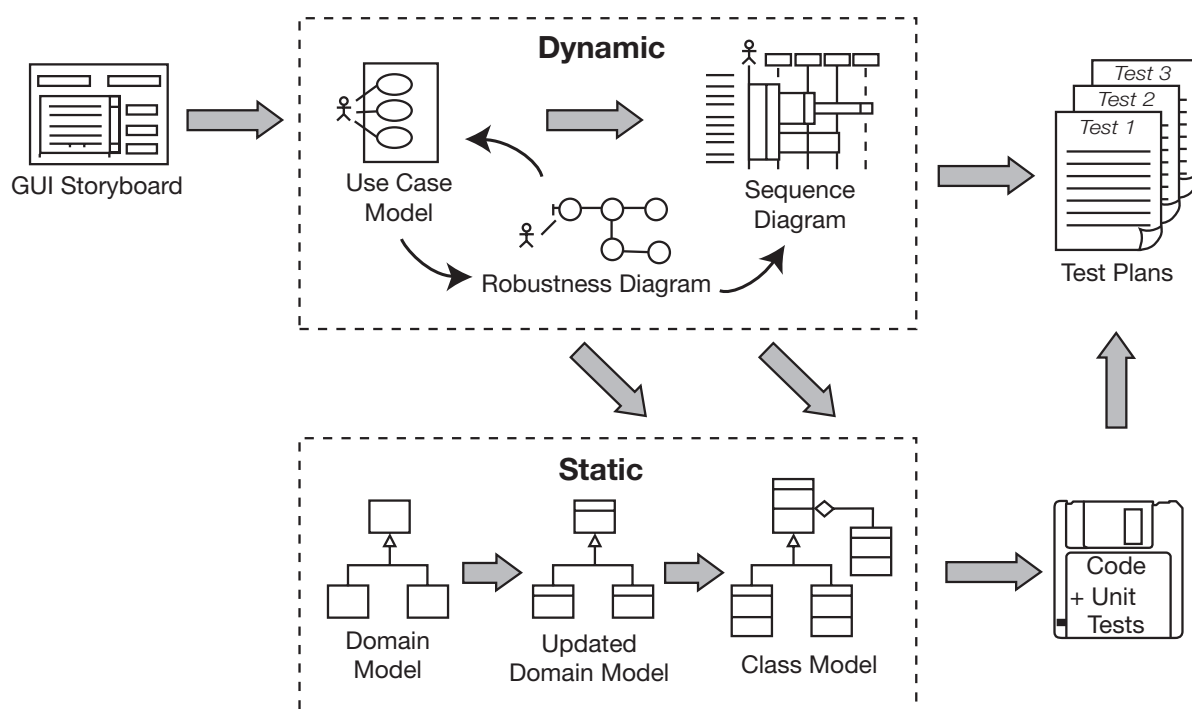 Dynamic
GUI Storyboard
Use Case
Model
Sequence
Diagram
Robustness Diagram
Test 3
Test 2
Test 1
Test Plans
Static
Domain
Model
Updated
Domain Model
Class Model
Code
+ Unit
Tests